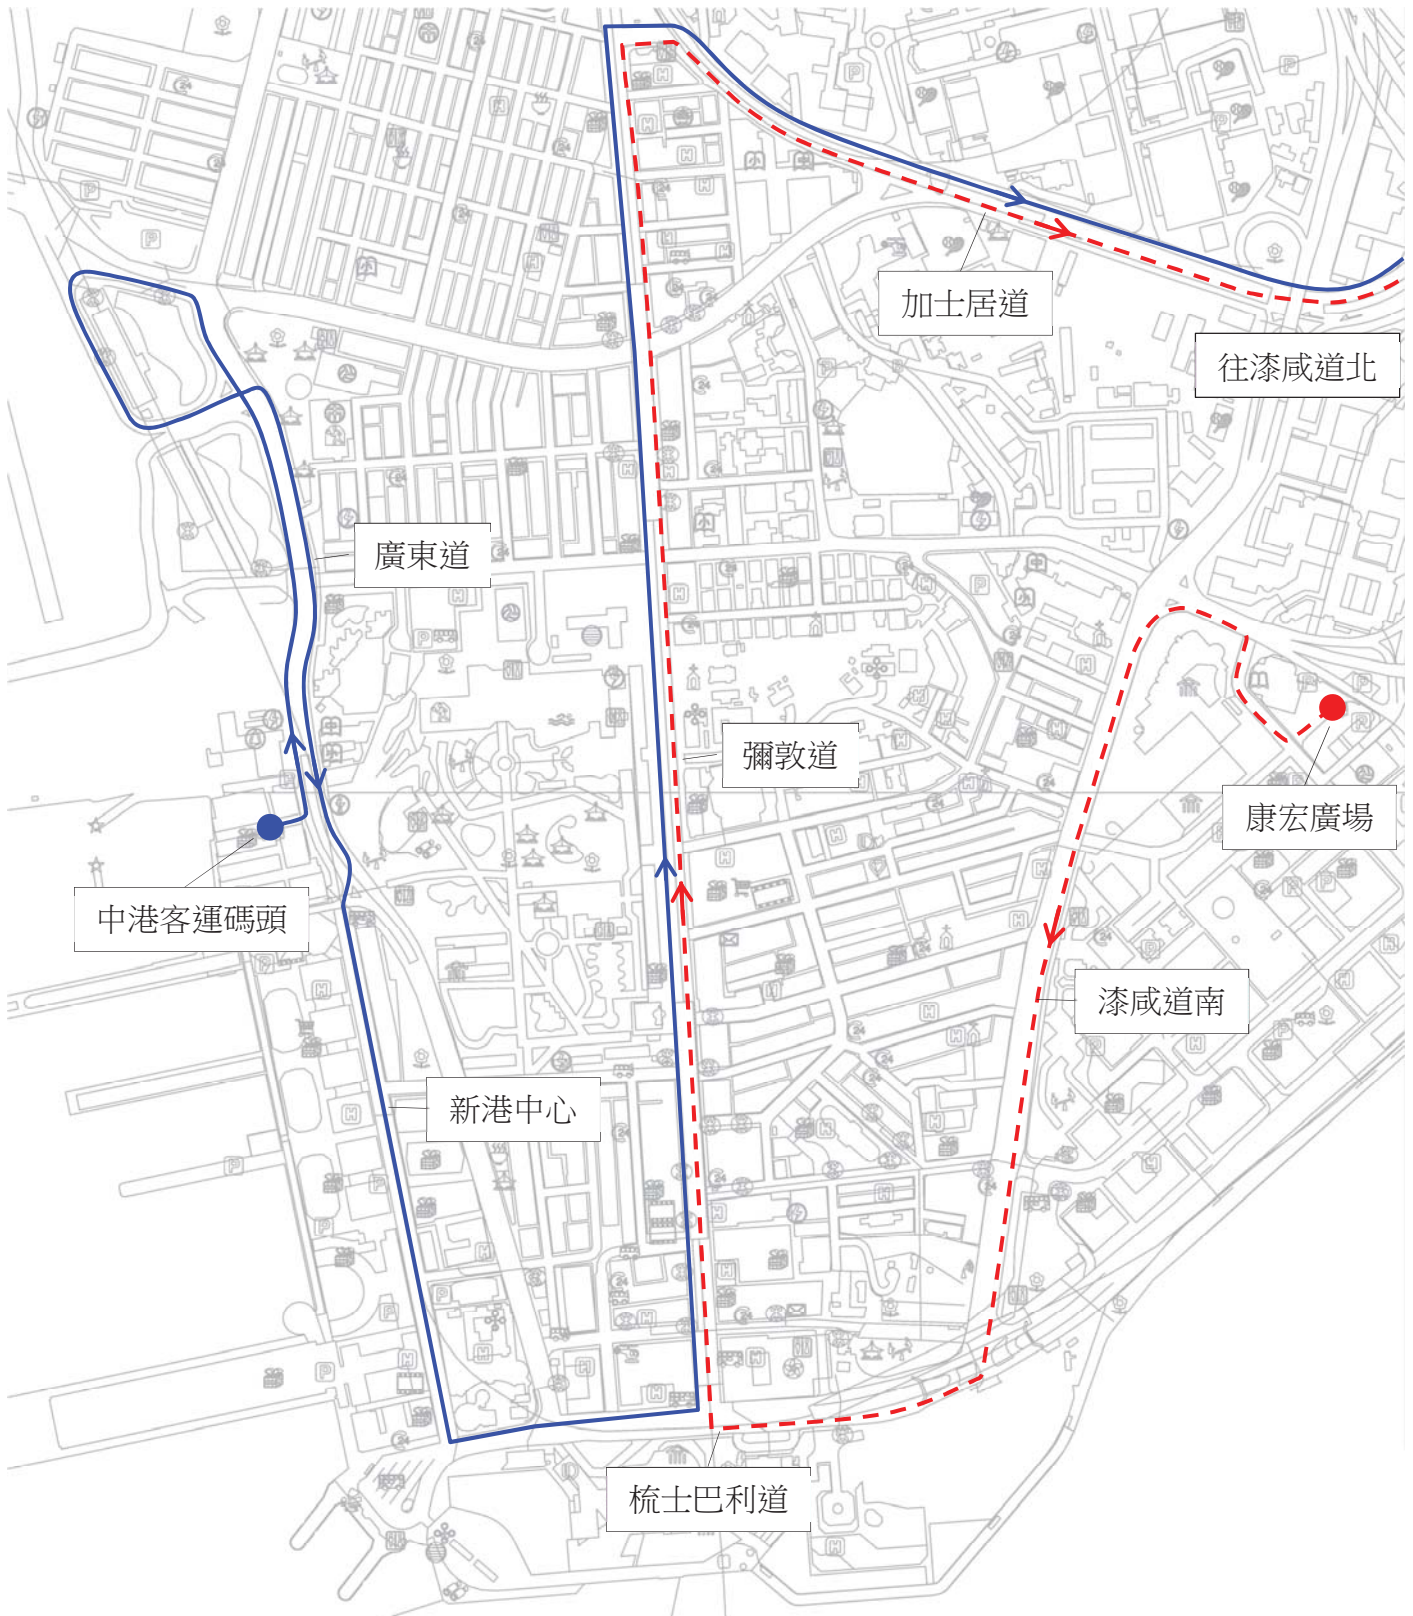 加士居道
往漆咸道北
廣東道
彌敦道
康宏廣場
中港客運碼頭
漆咸道南
新港中心
梳士巴利道